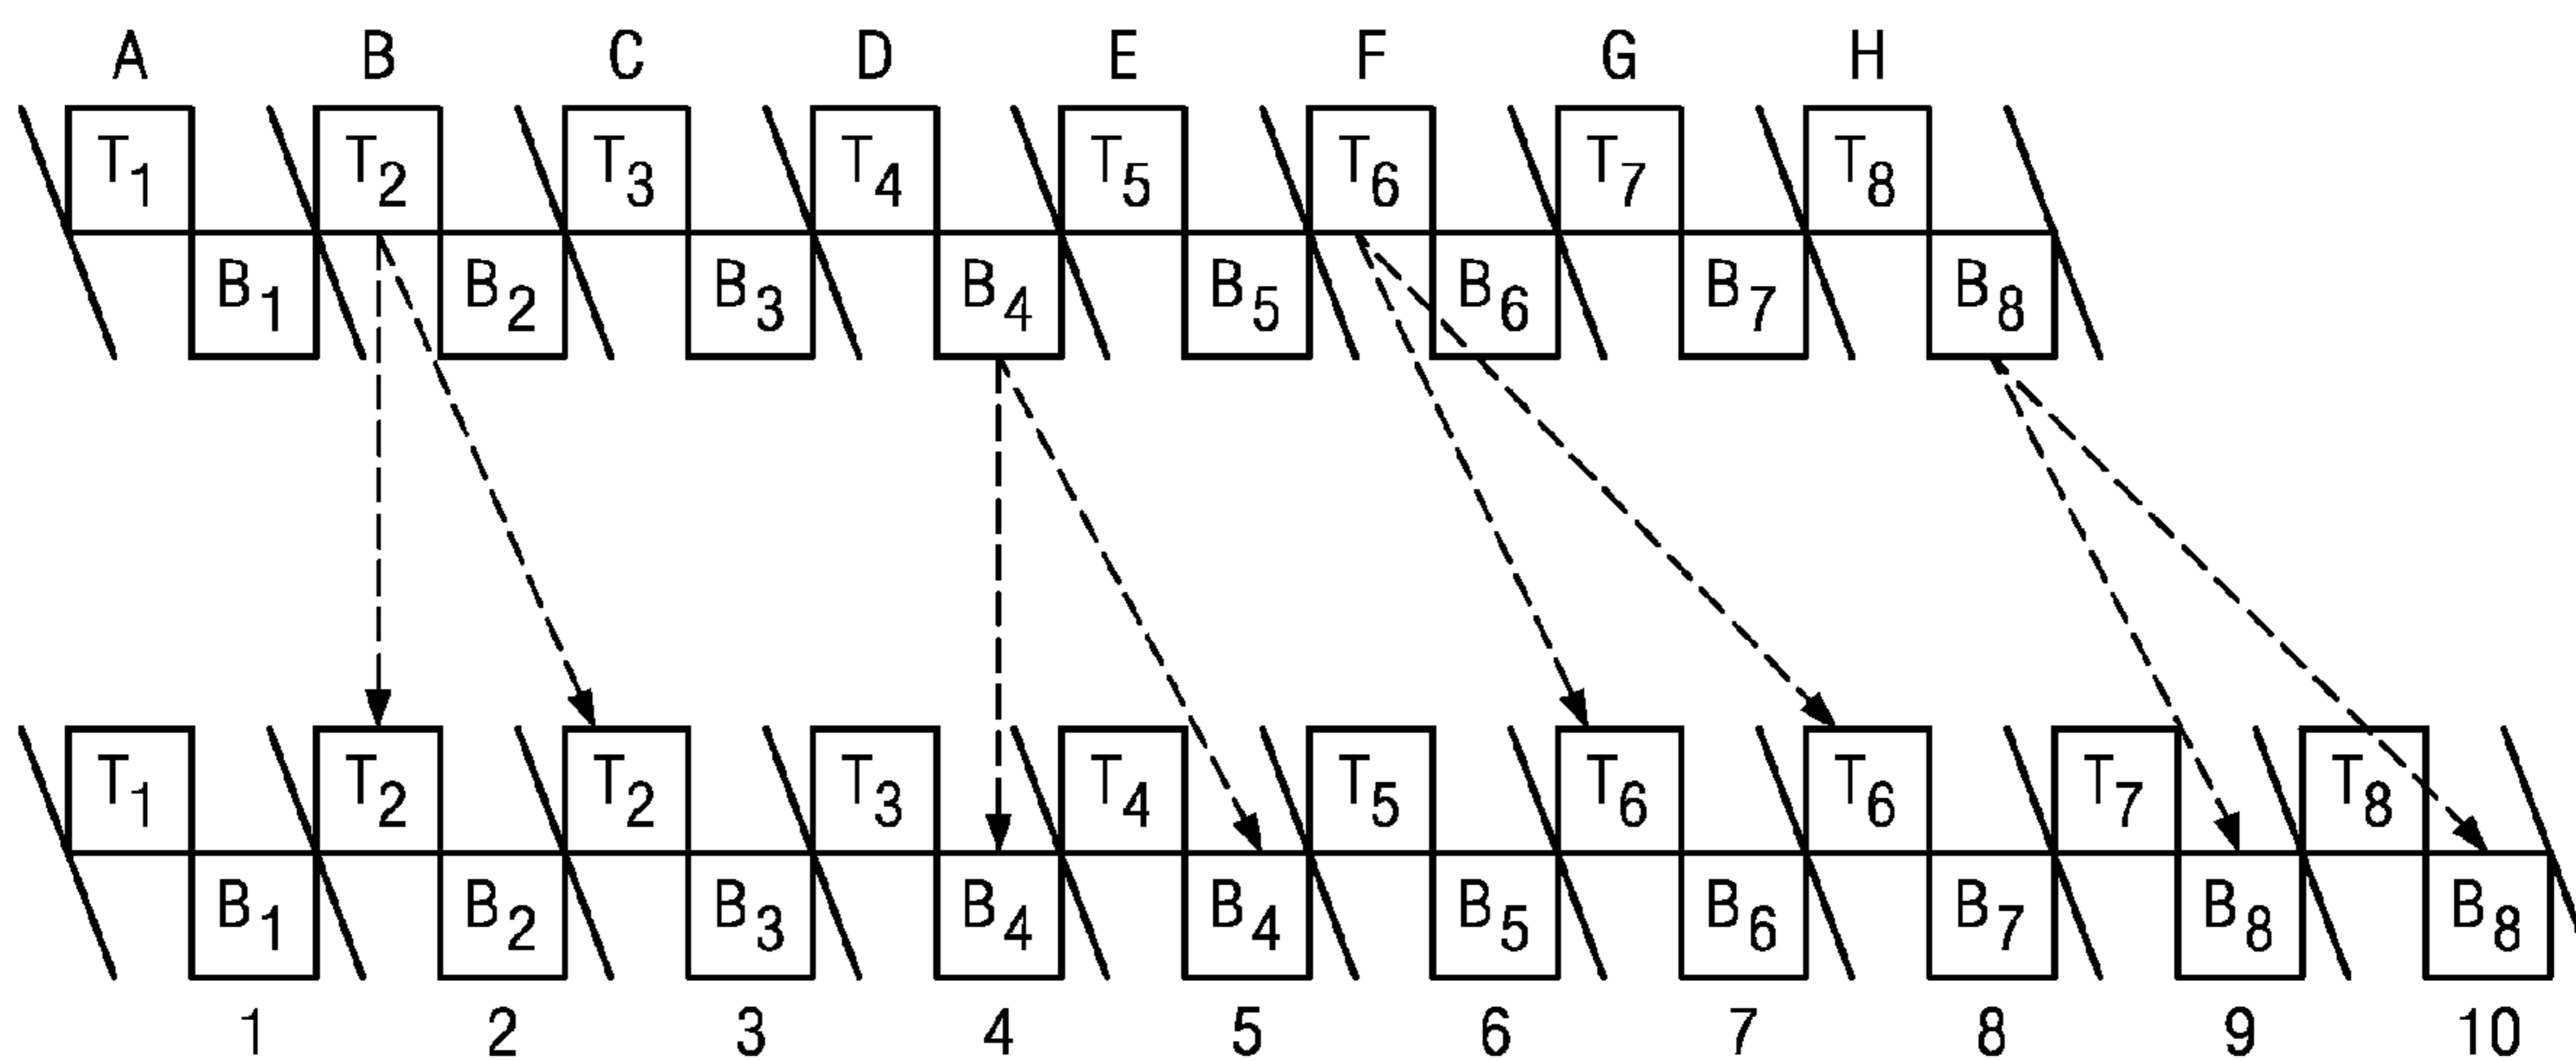 A B C D E F G H
T1 T2 T3 T4 T5 T6 T7 T8
B1 B2 B3 B4 B5 B6 B7 B8
T1 T2 T2 T3 T4 T5 T6 T6 T7 T8
B1 B2 B3 B4 B4 B5 B6 B7 B8 B8
1 2 3 4 5 6 7 8 9 10